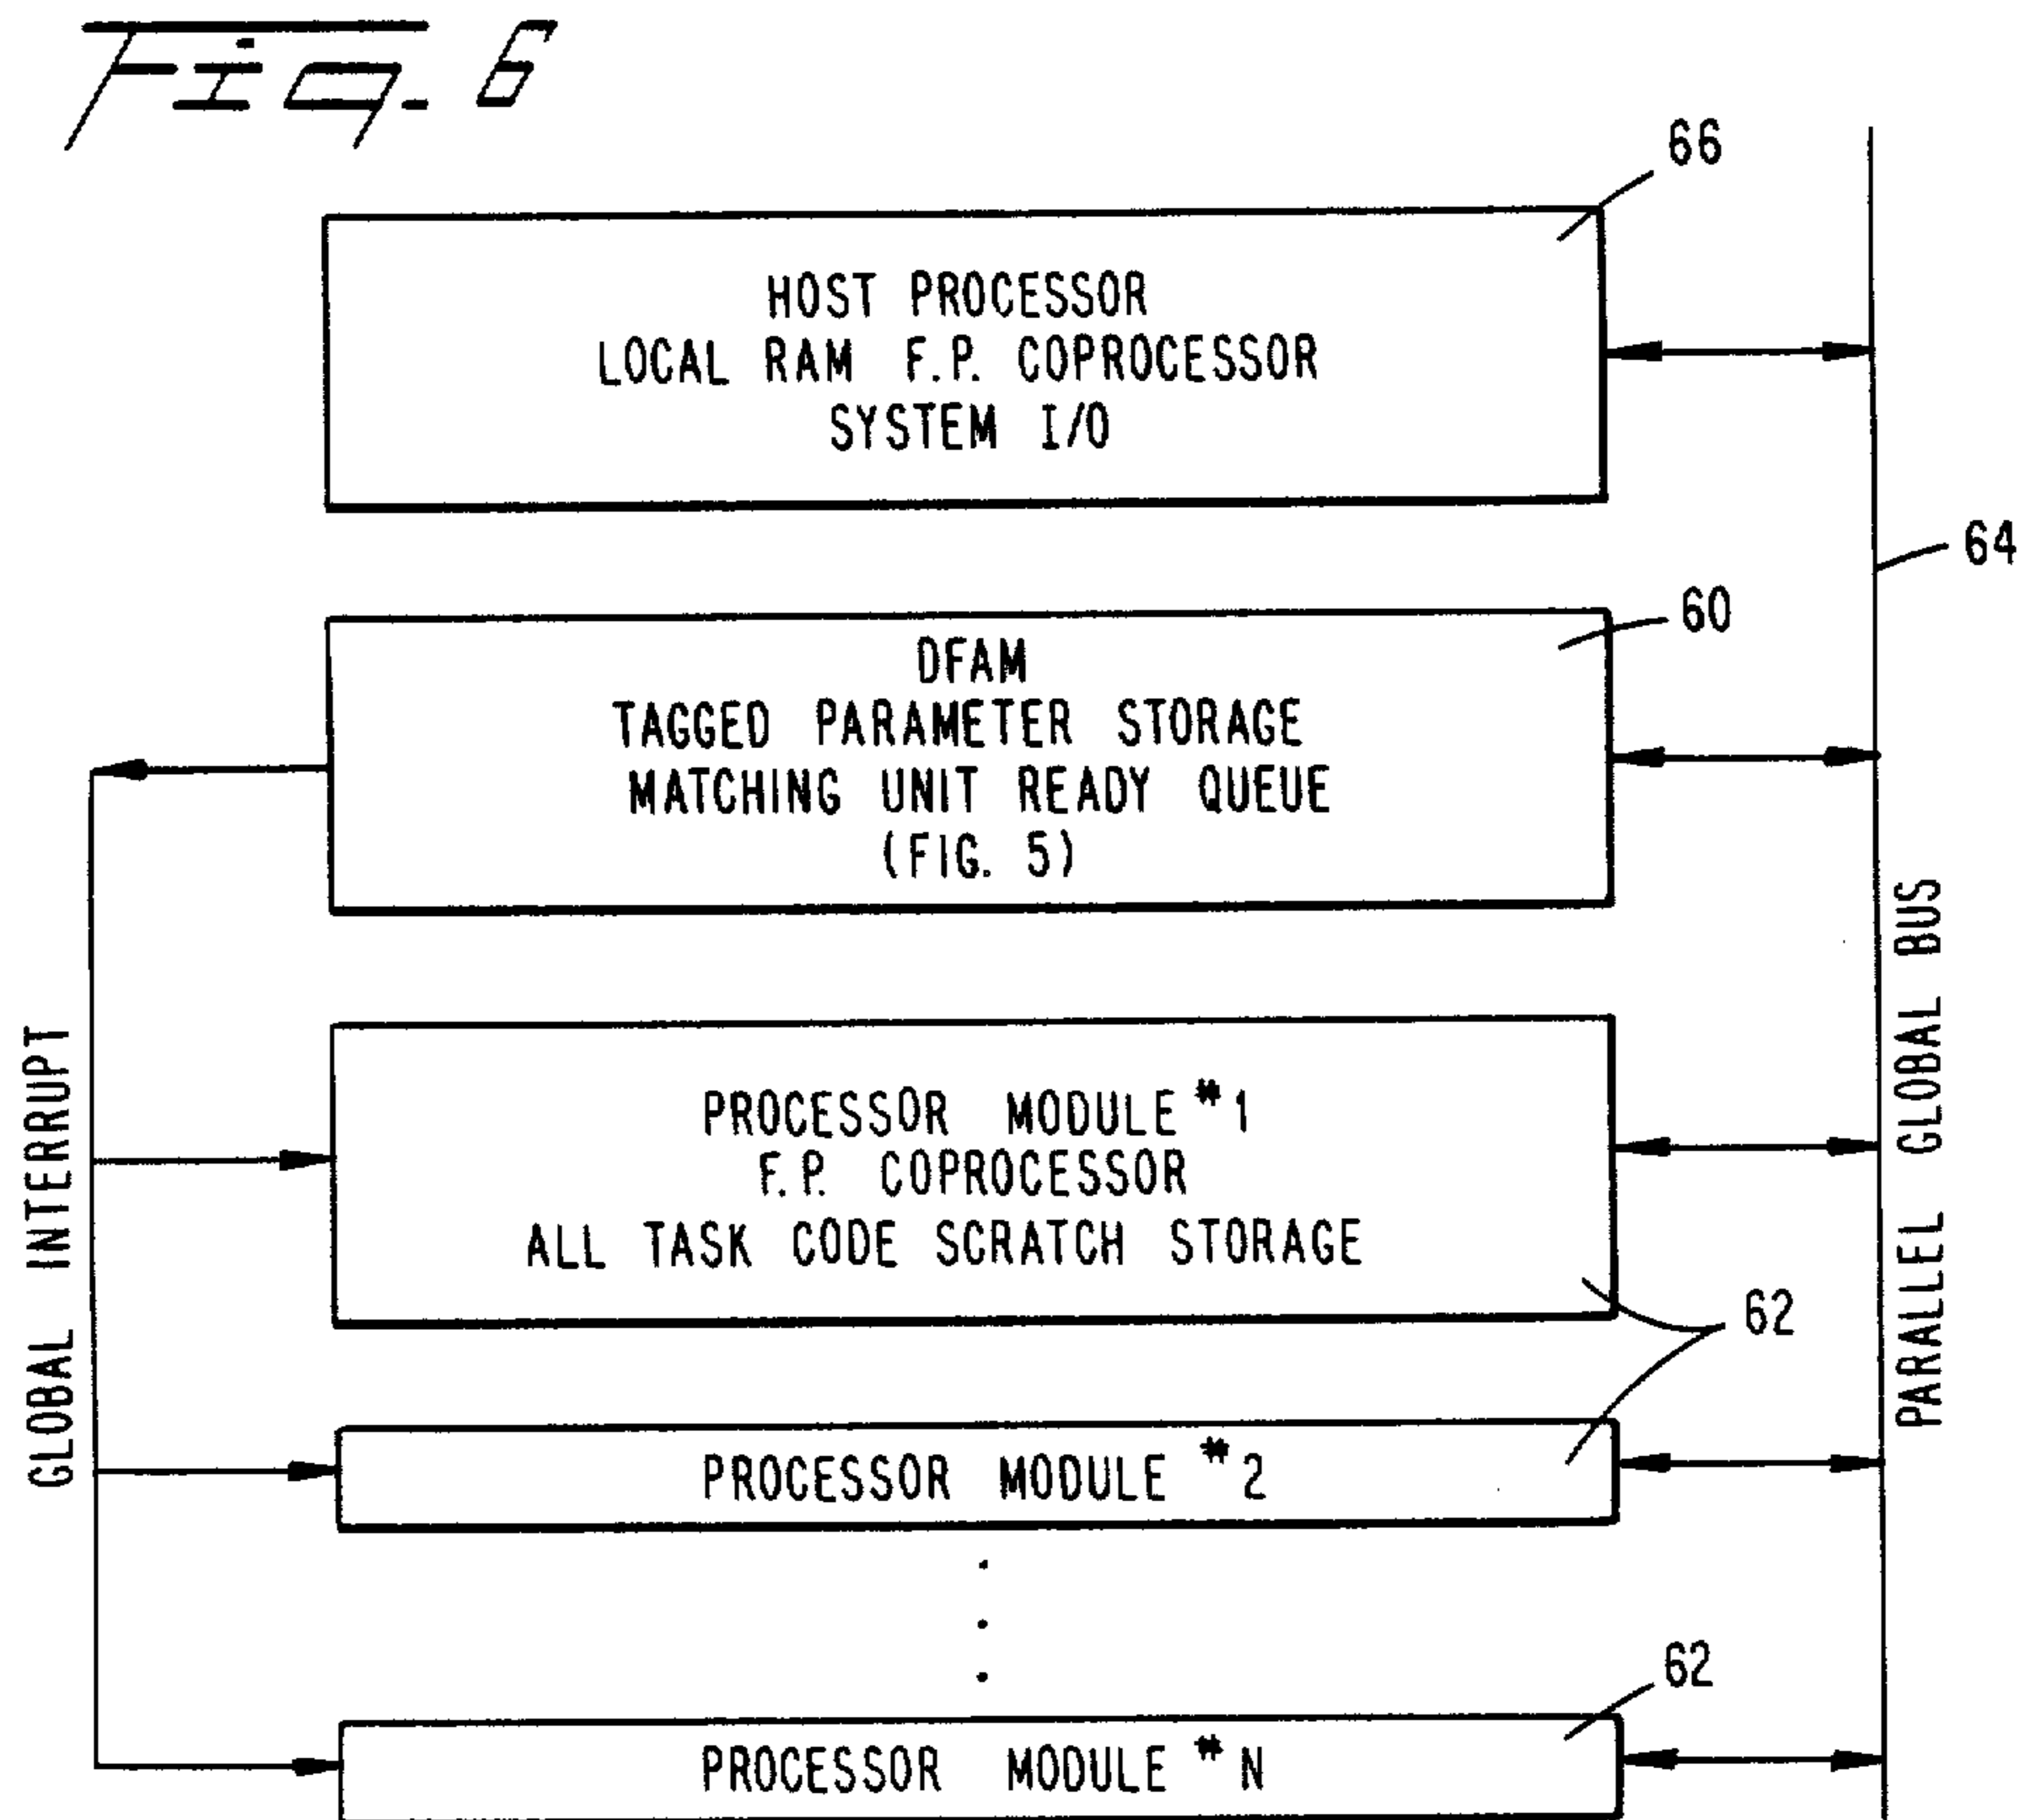 Fig. 6
66
HOST PROCESSOR
LOCAL RAM F.P. COPROCESSOR
SYSTEM I/O
64
60
DFAM
TAGGED PARAMETER STORAGE
MATCHING UNIT READY QUEUE
(FIG. 5)
GLOBAL INTERRUPT
PARALLEL GLOBAL BUS
PROCESSOR MODULE #1
F.P. COPROCESSOR
ALL TASK CODE SCRATCH STORAGE
62
PROCESSOR MODULE #2
62
PROCESSOR MODULE #N